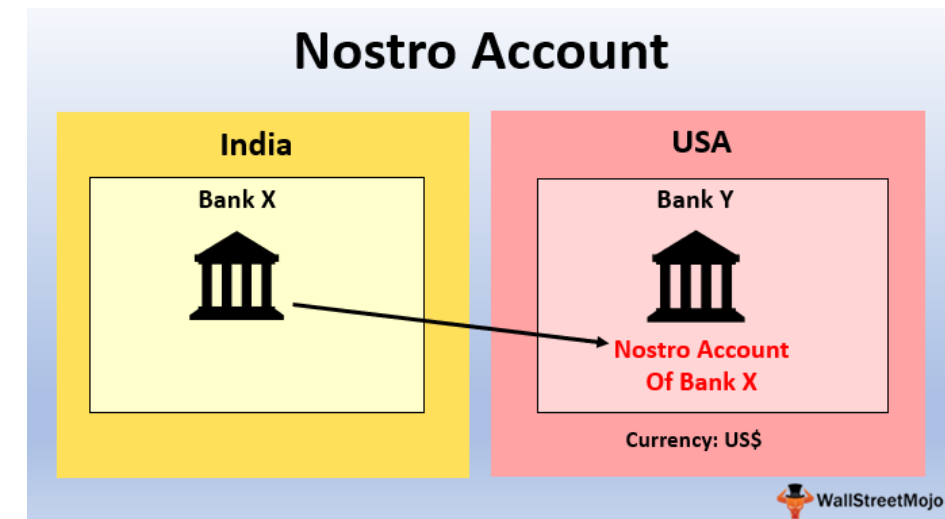 Nostro Account
India
USA
Bank X
Bank Y
Nostro Account
Of Bank X
Currency: US$
WallStreetMojo